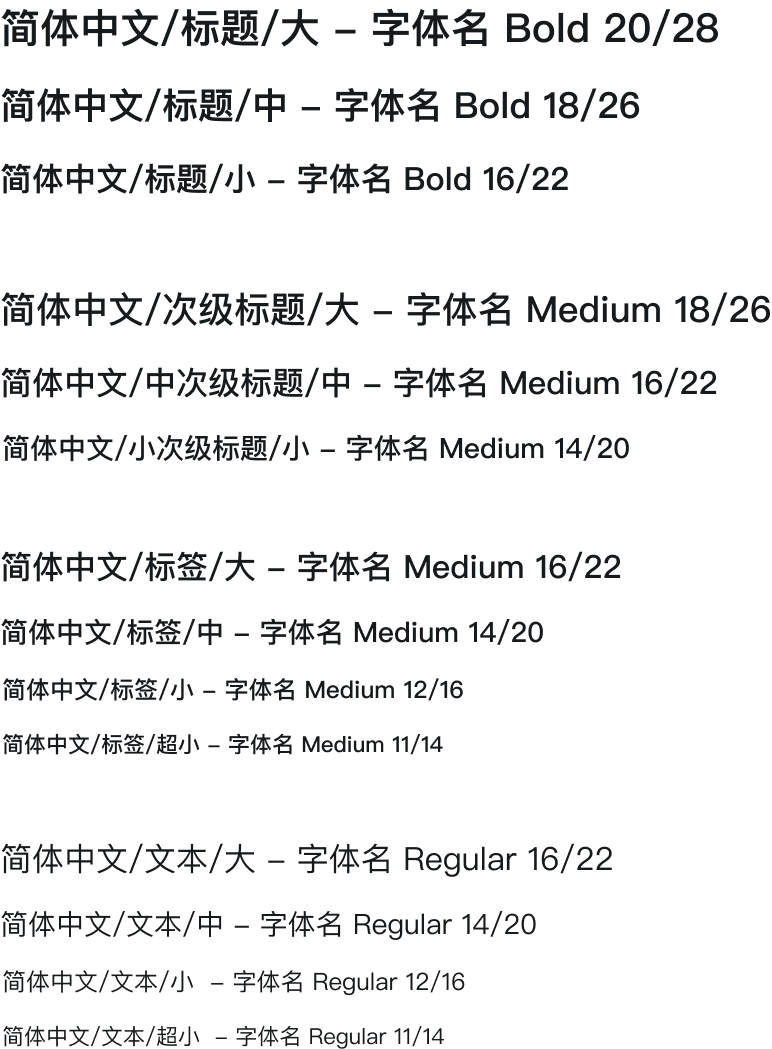 简体中文/标题/大 – 字体名 Bold 20/28
简体中文/标题/中 – 字体名 Bold 18/26
简体中文/标题/小 – 字体名 Bold 16/22
简体中文/次级标题/大 – 字体名 Medium 18/26
简体中文/中次级标题/中 – 字体名 Medium 16/22
简体中文/小次级标题/小 – 字体名 Medium 14/20
简体中文/标签/大 – 字体名 Medium 16/22
简体中文/标签/中 – 字体名 Medium 14/20
简体中文/标签/小 – 字体名 Medium 12/16
简体中文/标签/超小 – 字体名 Medium 11/14
简体中文/文本/大 – 字体名 Regular 16/22
简体中文/文本/中 – 字体名 Regular 14/20
简体中文/文本/小 – 字体名 Regular 12/16
简体中文/文本/超小 – 字体名 Regular 11/14